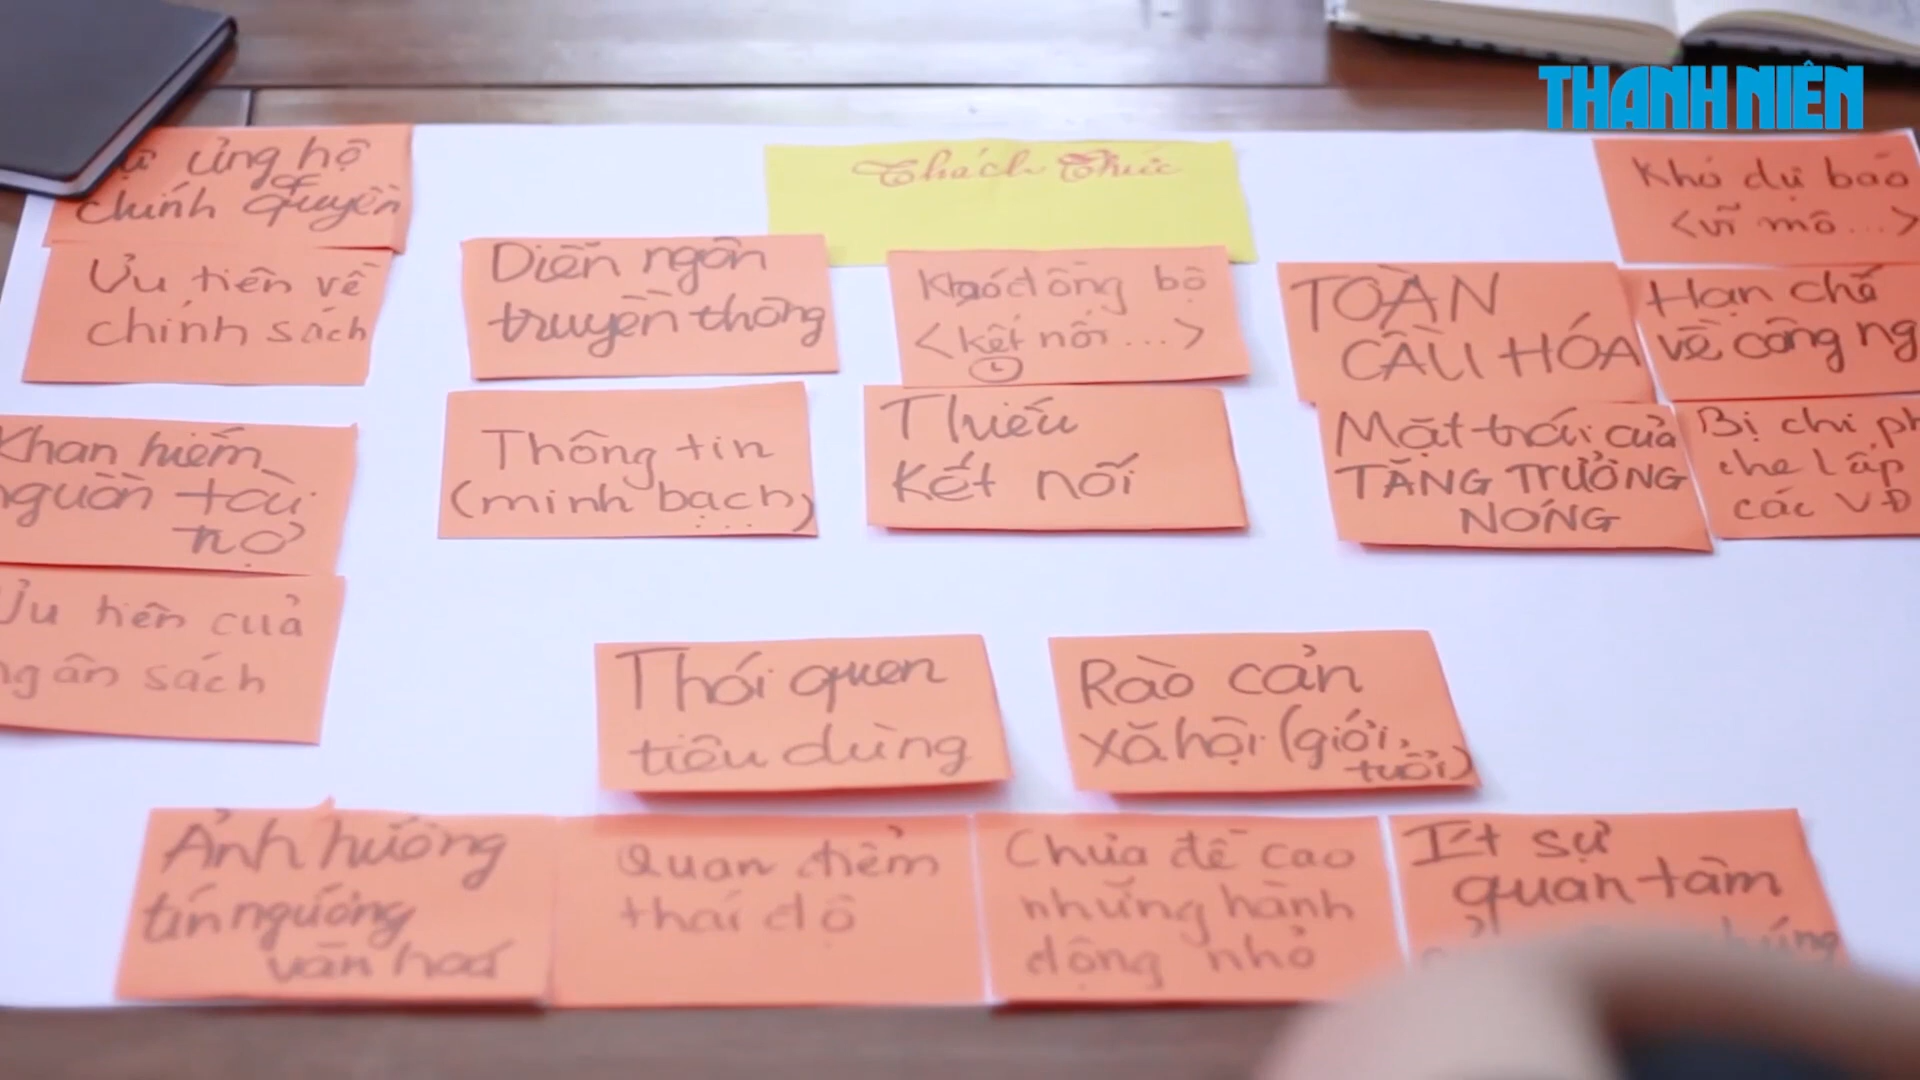 THANH NIÊN
Thách Thức
ủng hộ
chính quyền
Ưu tiên về
chính sách
Khan hiếm
nguồn tài
trợ
Ưu tiên của
ngân sách
Diễn ngôn
truyền thông
Thông tin
(minh bạch)
Khó đồng bộ
<kết nối...>
Thiếu
kết nối
TOÀN
CẦU HÓA
Mặt trái của
TĂNG TRƯỞNG
NÓNG
Khó dự báo
<vĩ mô...>
Hạn chế
về công ng
Bị chi ph
che lấp
các VĐ
Thói quen
tiêu dùng
Rào cản
xã hội (giới,
tuổi)
Ảnh hưởng
tín ngưỡng
văn hoá
Quan điểm
thái độ
Chưa đề cao
những hành
động nhỏ
Ít sự
quan tâm